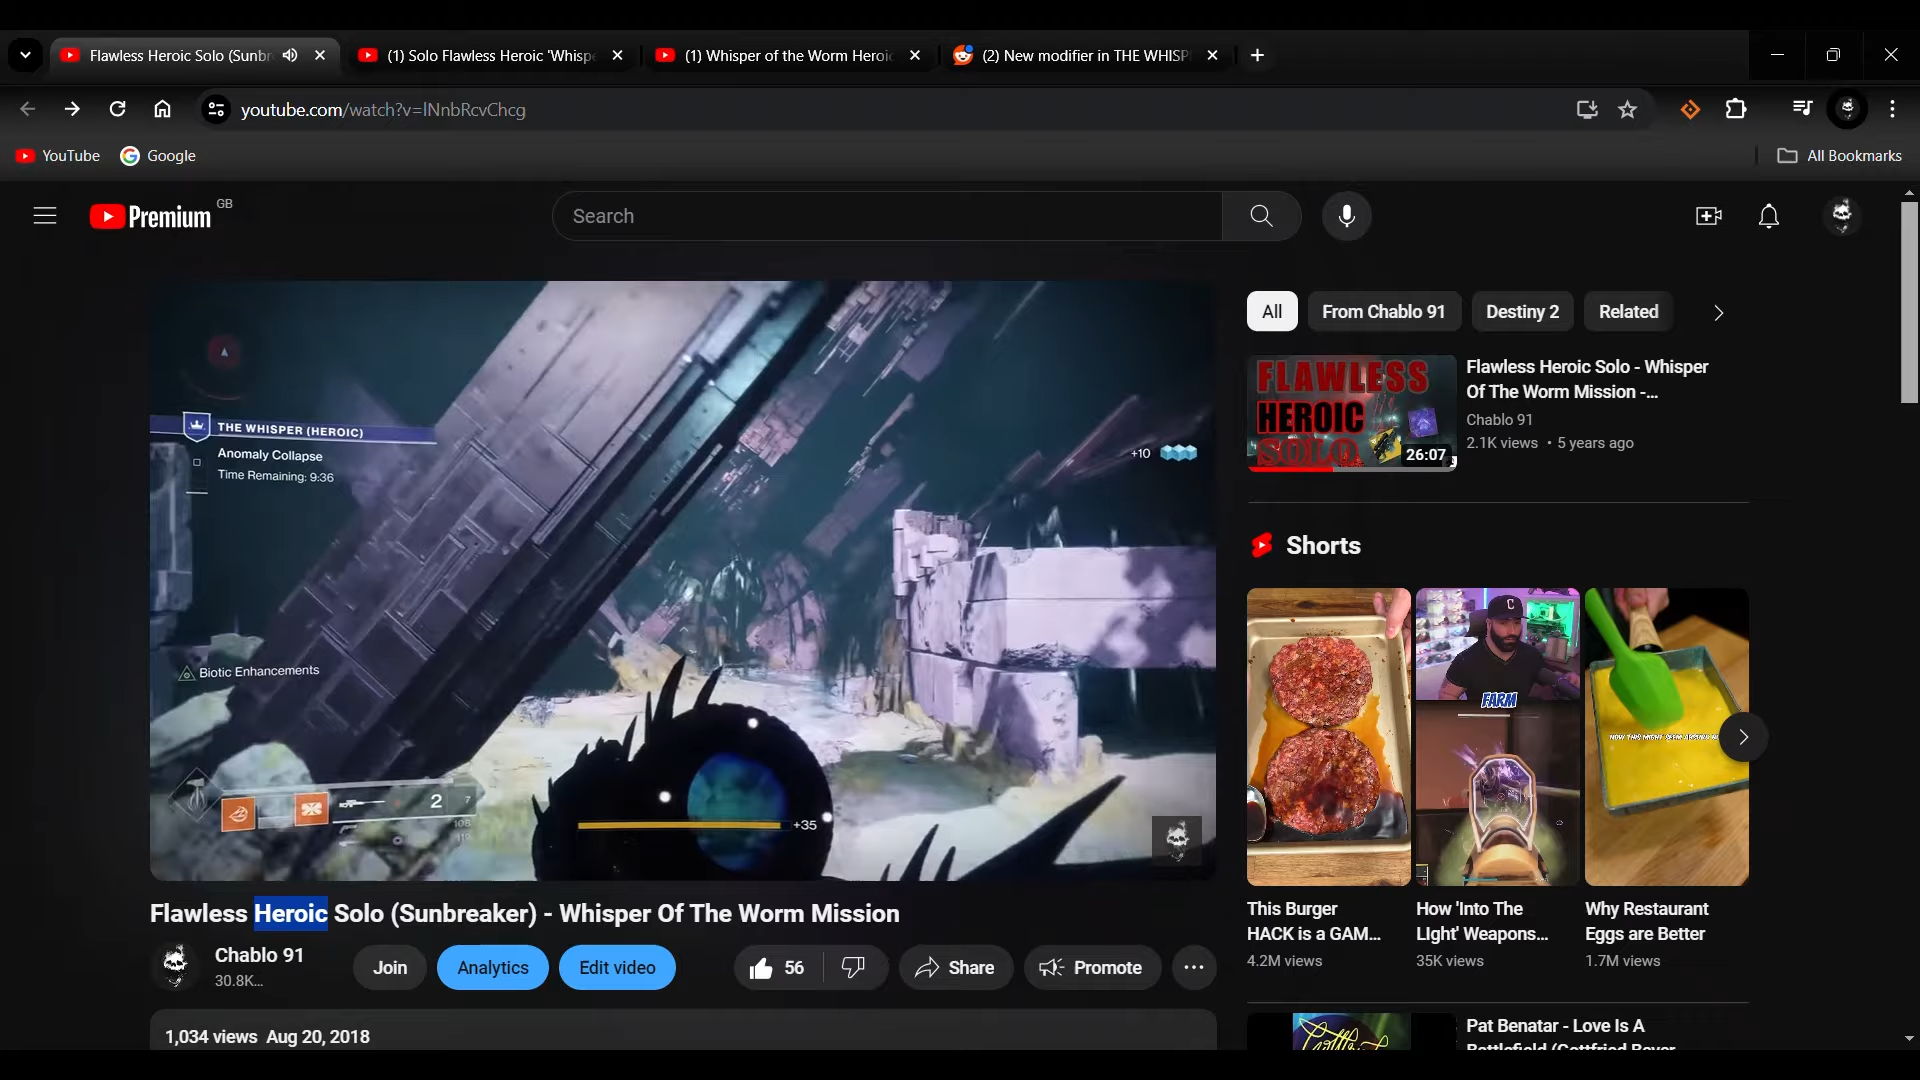 Flawless Heroic Solo (Sunbr
(1) Solo Flawless Heroic 'Whisp
(1) Whisper of the Worm Heroic
(2) New modifier in THE WHISP
youtube.com/watch?v=lNnbRcvChcg
YouTube
Google
All Bookmarks
Premium GB
Search
THE WHISPER (HEROIC)
Anomaly Collapse
Time Remaining: 9:36
+10
Biotic Enhancements
2
7
+35
Flawless Heroic Solo (Sunbreaker) - Whisper Of The Worm Mission
Chablo 91
30.8K...
Join
Analytics
Edit video
56
Share
Promote
1,034 views Aug 20, 2018
All
From Chablo 91
Destiny 2
Related
FLAWLESS
HEROIC
SOLO
26:07
Flawless Heroic Solo - Whisper
Of The Worm Mission -...
Chablo 91
2.1K views • 5 years ago
Shorts
FARM
This Burger
HACK is a GAM...
4.2M views
How 'Into The
Light' Weapons...
35K views
Why Restaurant
Eggs are Better
1.7M views
Pat Benatar - Love Is A